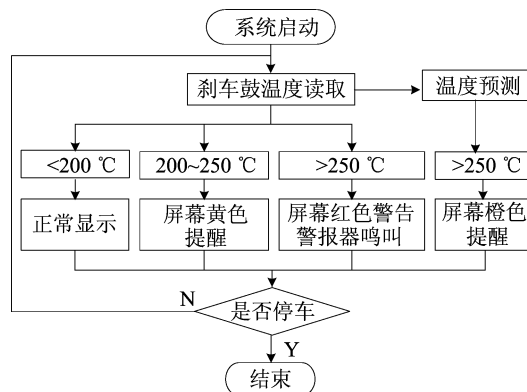 系统启动
刹车鼓温度读取
温度预测
<200 ℃
200~250 ℃
>250 ℃
>250 ℃
正常显示
屏幕黄色
提醒
屏幕红色警告
警报器鸣叫
屏幕橙色
提醒
N
是否停车
Y
结束